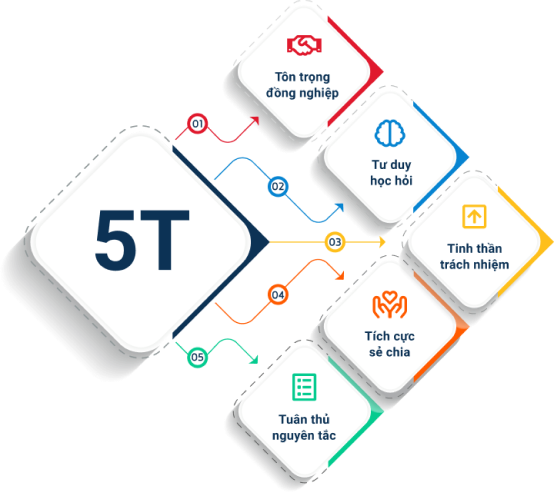 5T
01
Tôn trọng
đồng nghiệp
02
Tư duy
học hỏi
03
Tinh thần
trách nhiệm
04
Tích cực
sẻ chia
05
Tuân thủ
nguyên tắc